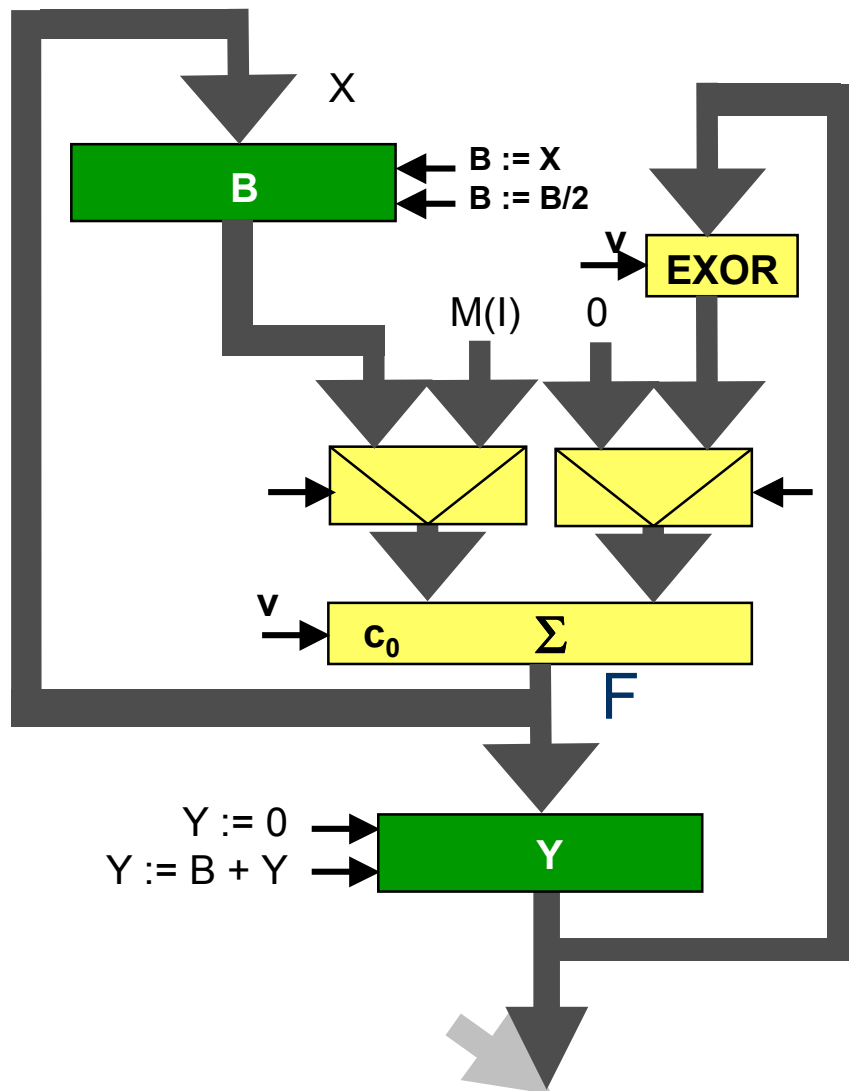 X
B
B := X
B := B/2
v
EXOR
M(I)
0
v
c₀
Σ
F
Y := 0
Y := B + Y
Y